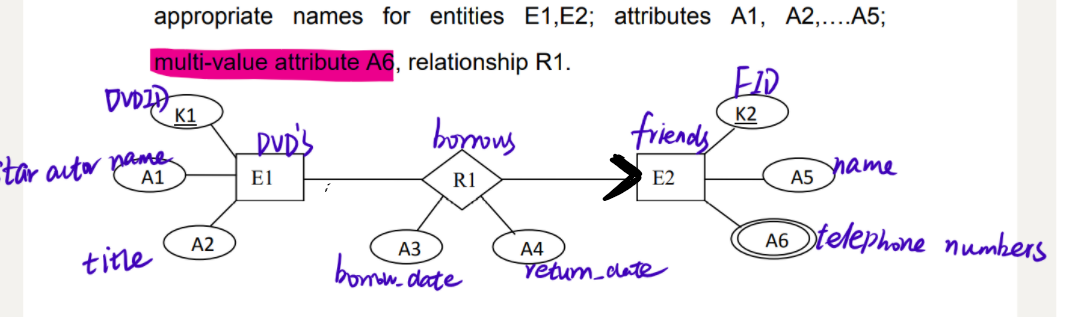 appropriate names for entities E1,E2; attributes A1, A2,….A5;
multi-value attribute A6, relationship R1.
DVDID
K1
FID
K2
DVD's
borrows
friends
star actor name
A1
E1
R1
E2
A5
name
A2
title
A3
borrow_date
A4
return_date
A6
telephone numbers